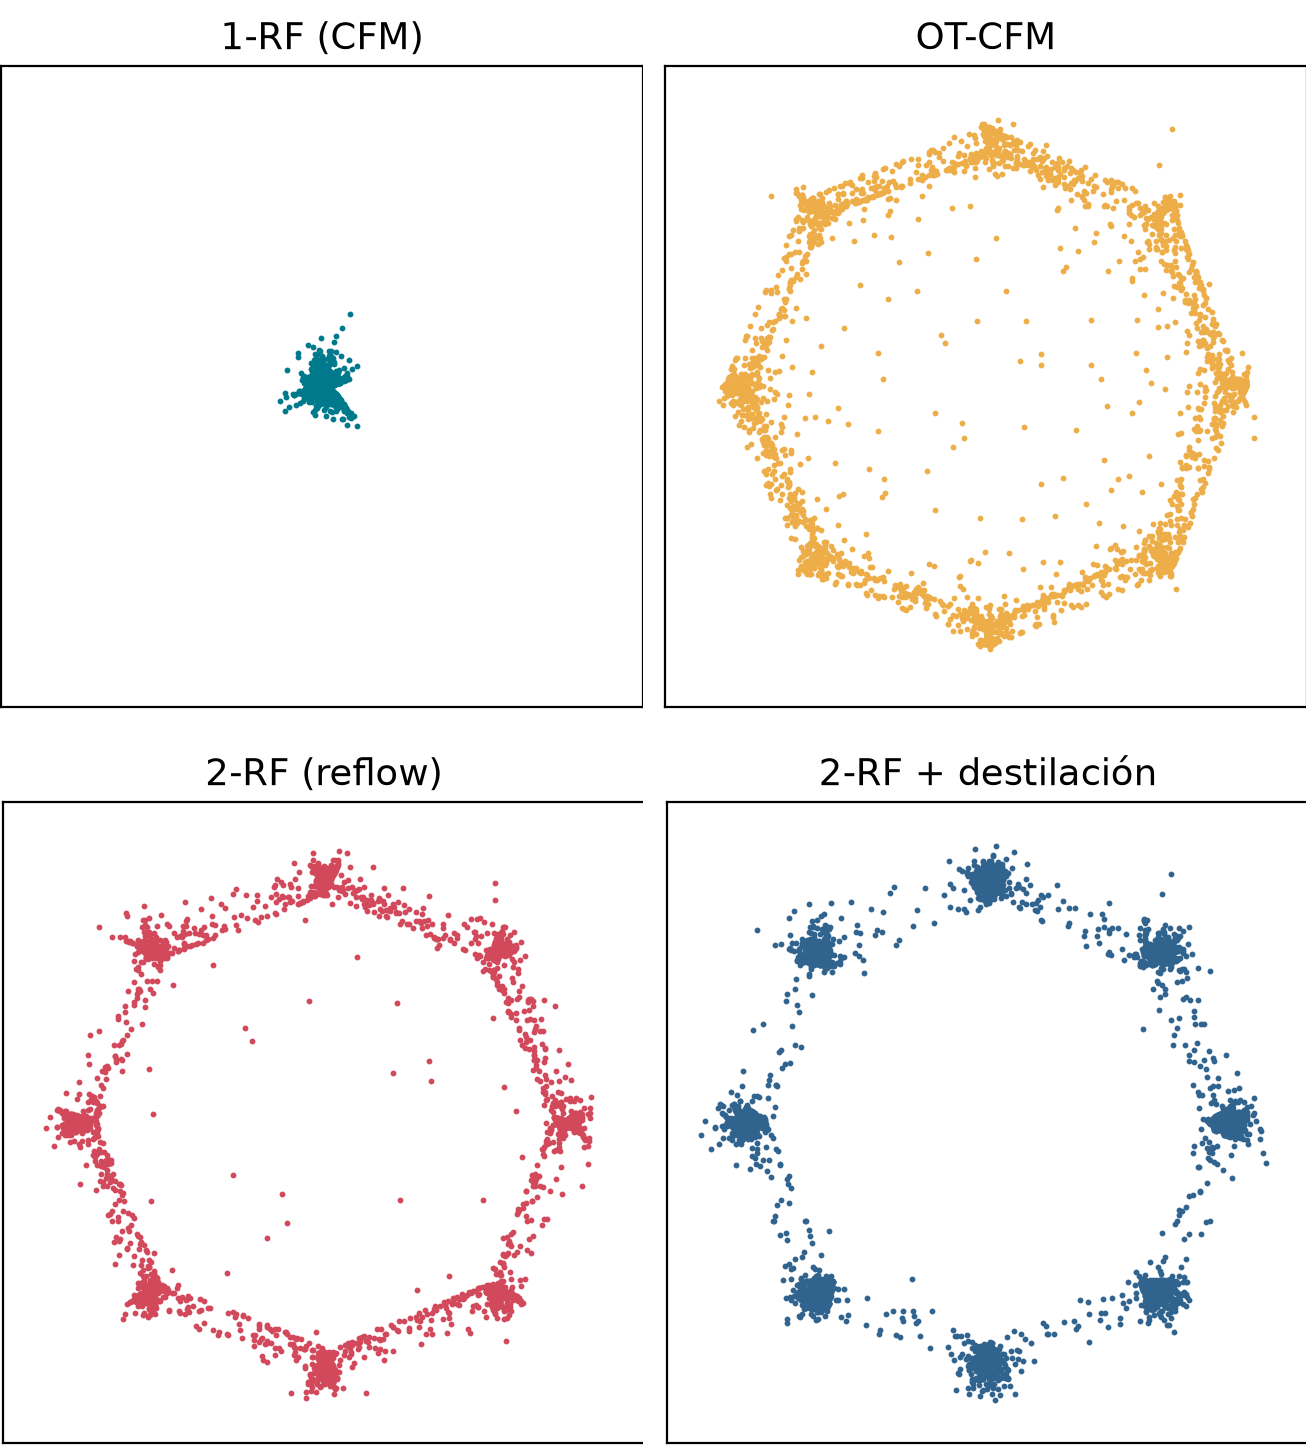 1-RF (CFM)
OT-CFM
2-RF (reflow)
2-RF + destilación